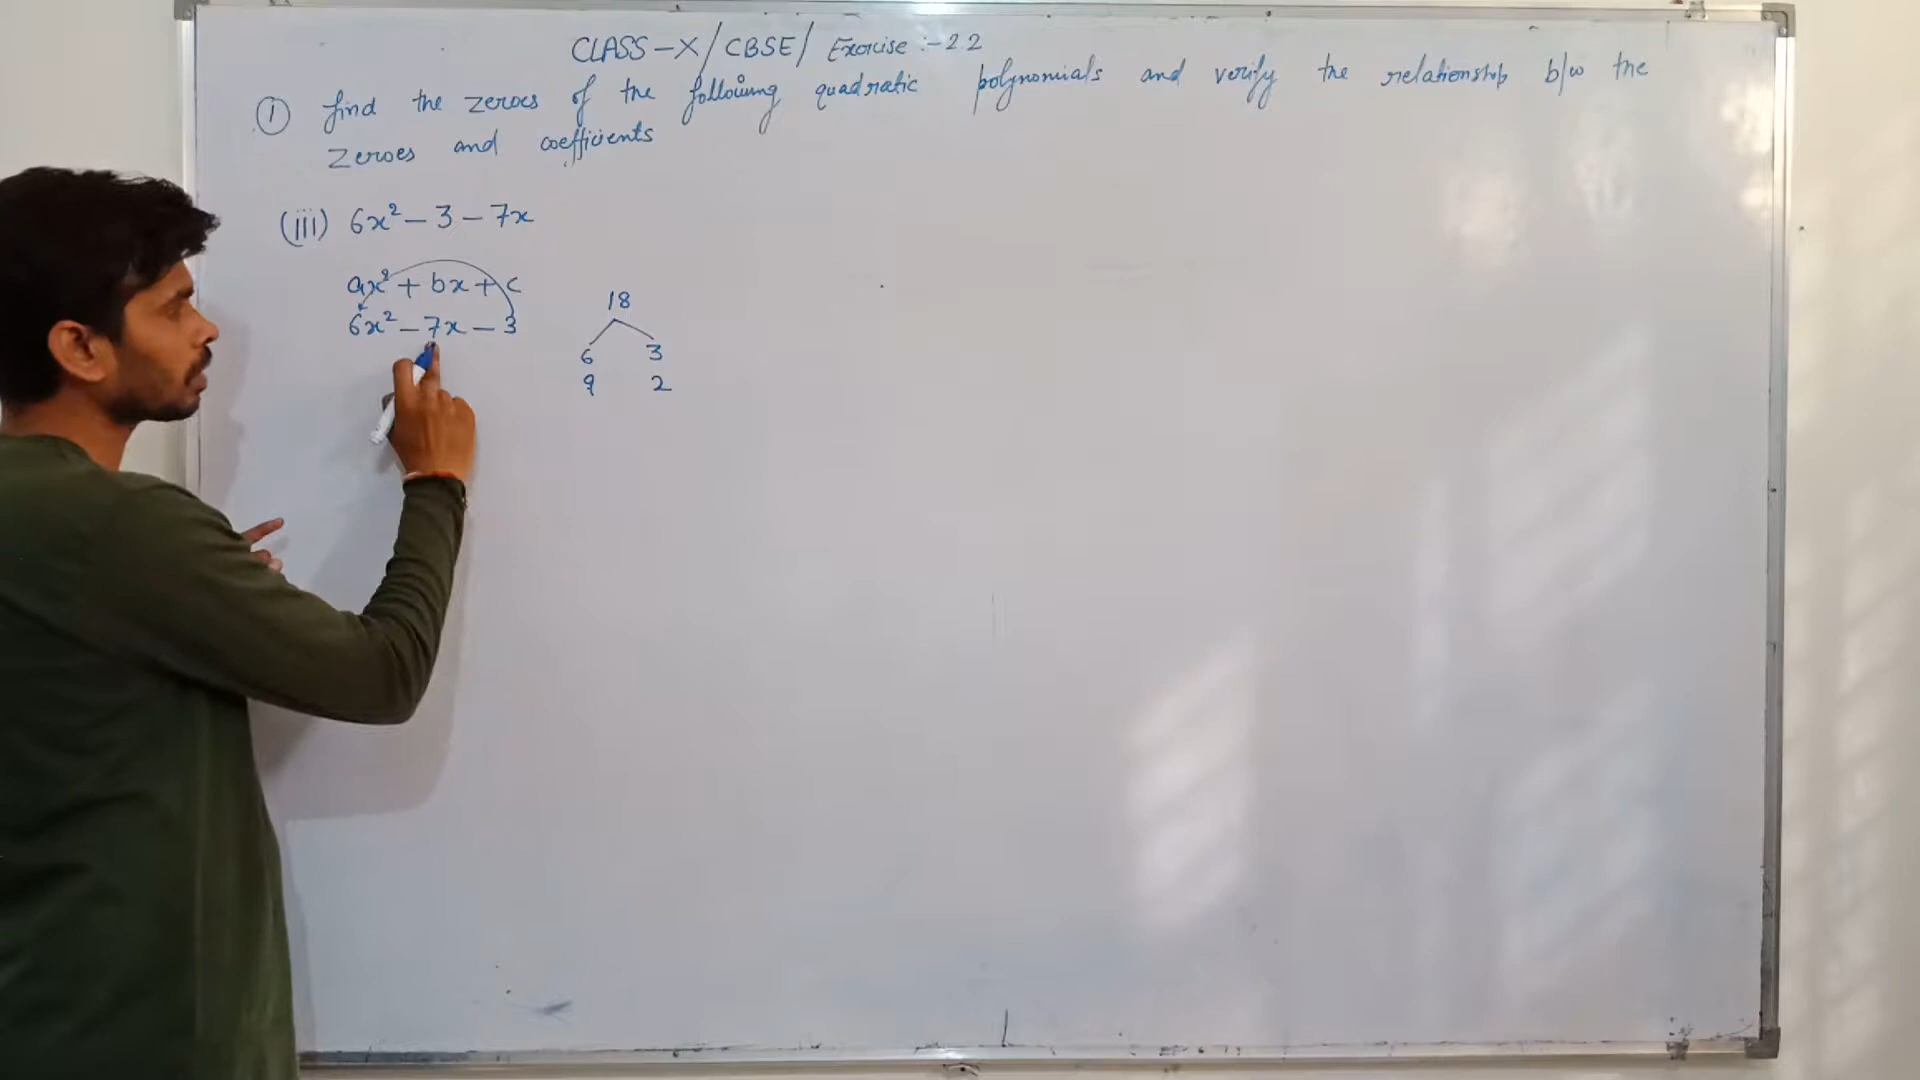 CLASS-X/CBSE/ Exercise :- 2.2
① find the zeroes of the following quadratic polynomials and verify the relationship b/w the
zeroes and coefficients
(iii) 6x² - 3 - 7x
ax² + bx + c
6x² - 7x - 3
18
6 3
9 2